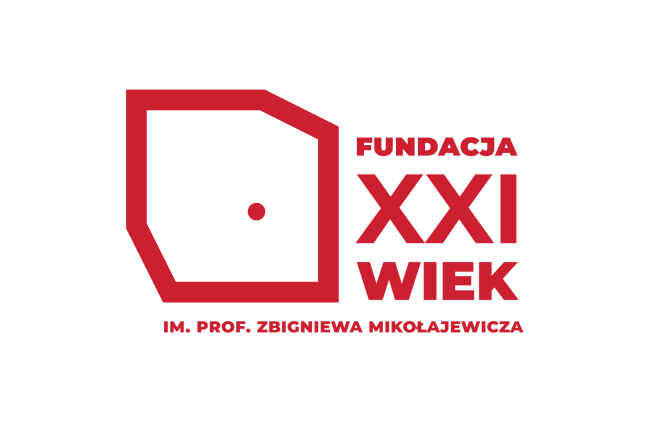 FUNDACJA
XXI
WIEK
IM. PROF. ZBIGNIEWA MIKOŁAJEWICZA